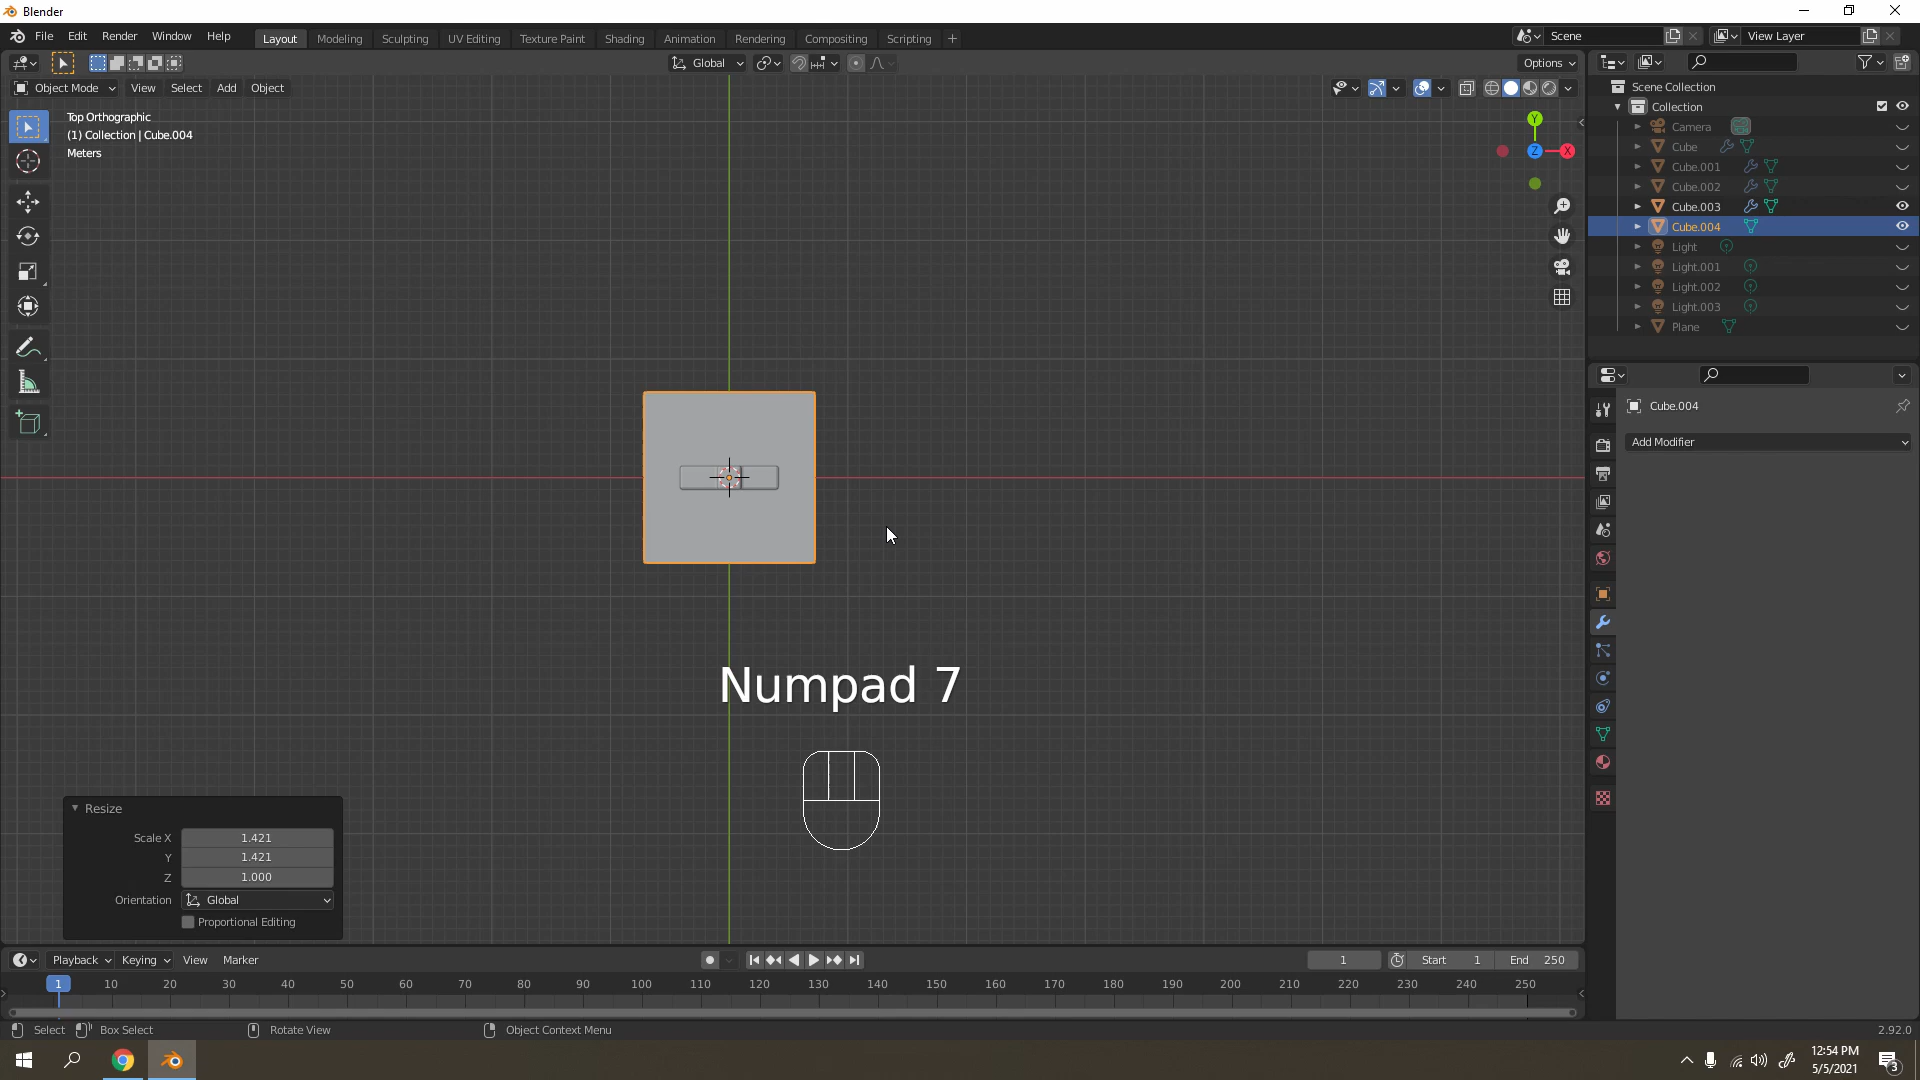 Blender
File Edit Render Window Help
Layout Modeling Sculpting UV Editing Texture Paint Shading Animation Rendering Compositing Scripting +
Scene
View Layer
Global
Options
Object Mode View Select Add Object
Top Orthographic
(1) Collection | Cube.004
Meters
Y
Z
X
Scene Collection
Collection
Camera
Cube
Cube.001
Cube.002
Cube.003
Cube.004
Light
Light.001
Light.002
Light.003
Plane
Cube.004
Add Modifier
Numpad 7
Resize
Scale X 1.421
Y 1.421
Z 1.000
Orientation Global
Proportional Editing
Playback Keying View Marker
1 Start 1 End 250
1 10 20 30 40 50 60 70 80 90 100 110 120 130 140 150 160 170 180 190 200 210 220 230 240 250
Select Box Select Rotate View Object Context Menu 2.92.0
12:54 PM
5/5/2021
3